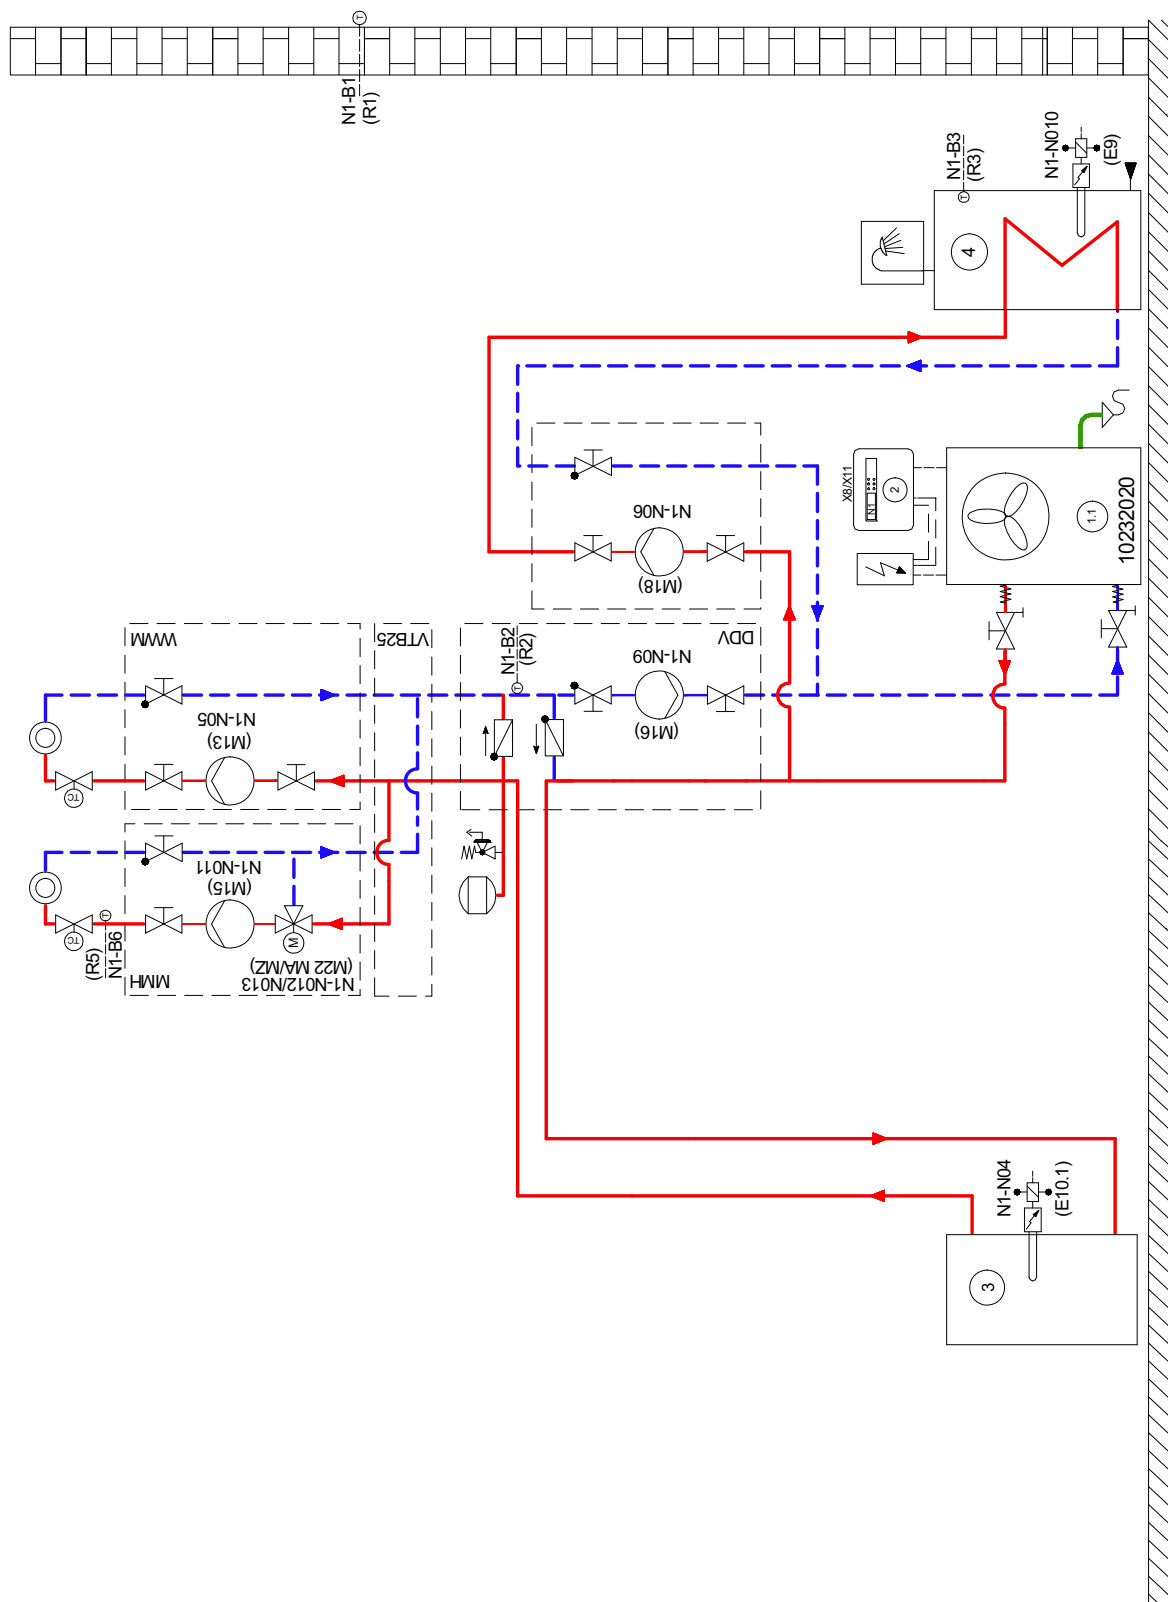 N1-B1
(R1)
T
N1-B3
(R3)
T
N1-N010
(E9)
4
X8/X11
N1
2
1.1
10232020
N1-N06
(M18)
DDV
N1-B2
(R2)
T
N1-N09
(M16)
VTB25
WWM
N1-N05
(M13)
TC
MMH
N1-N011
(M15)
TC
T
(R5)
N1-B6
M
N1-N012/N013
(M22 MA/MZ)
N1-N04
(E10.1)
3